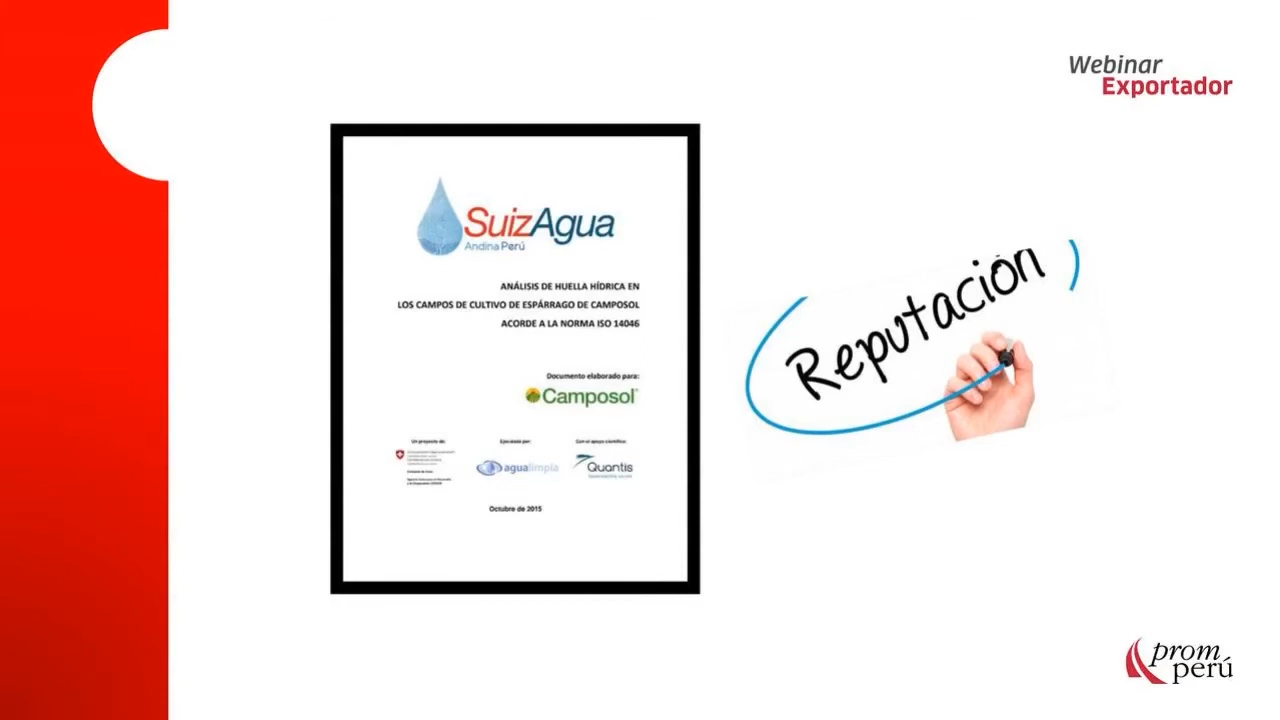 Webinar
Exportador
SuizAgua
Andina Perú
ANÁLISIS DE HUELLA HÍDRICA EN
LOS CAMPOS DE CULTIVO DE ESPÁRRAGO DE CAMPOSOL
ACORDE A LA NORMA ISO 14046
Documento elaborado para:
Camposol
Un proyecto de:
Ejecutado por:
Con el apoyo científico:
agualimpia
Quantis
Octubre de 2015
Reputación
prom
perú